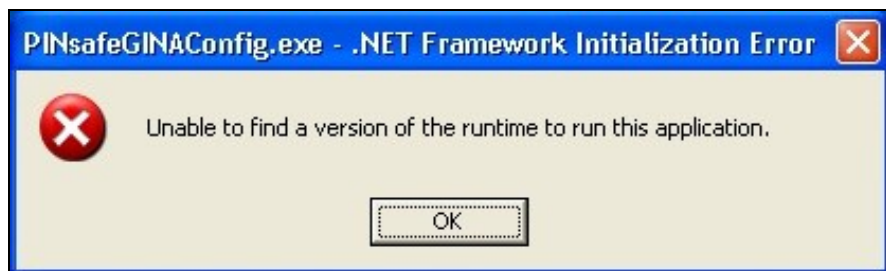 PINsafeGINAConfig.exe - .NET Framework Initialization Error
Unable to find a version of the runtime to run this application.
OK